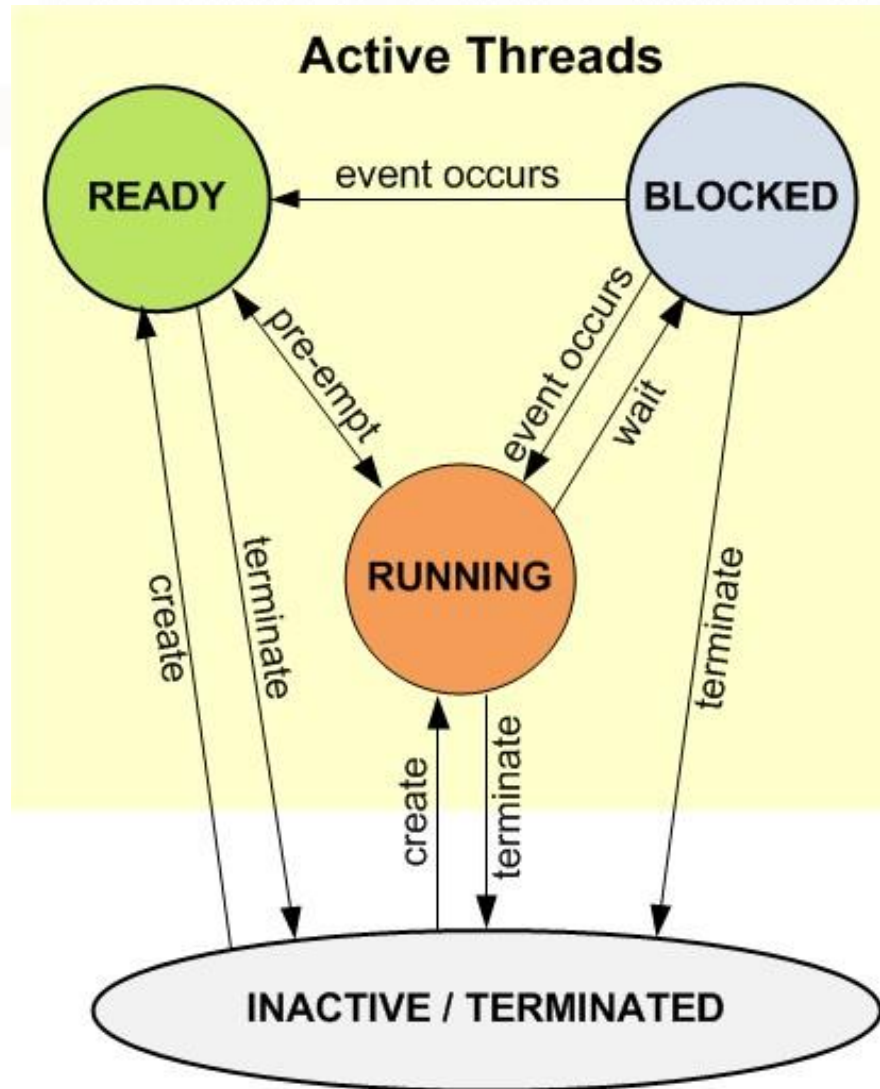 Active Threads
READY
event occurs
BLOCKED
pre-empt
event occurs
wait
RUNNING
create
terminate
create
terminate
terminate
INACTIVE / TERMINATED